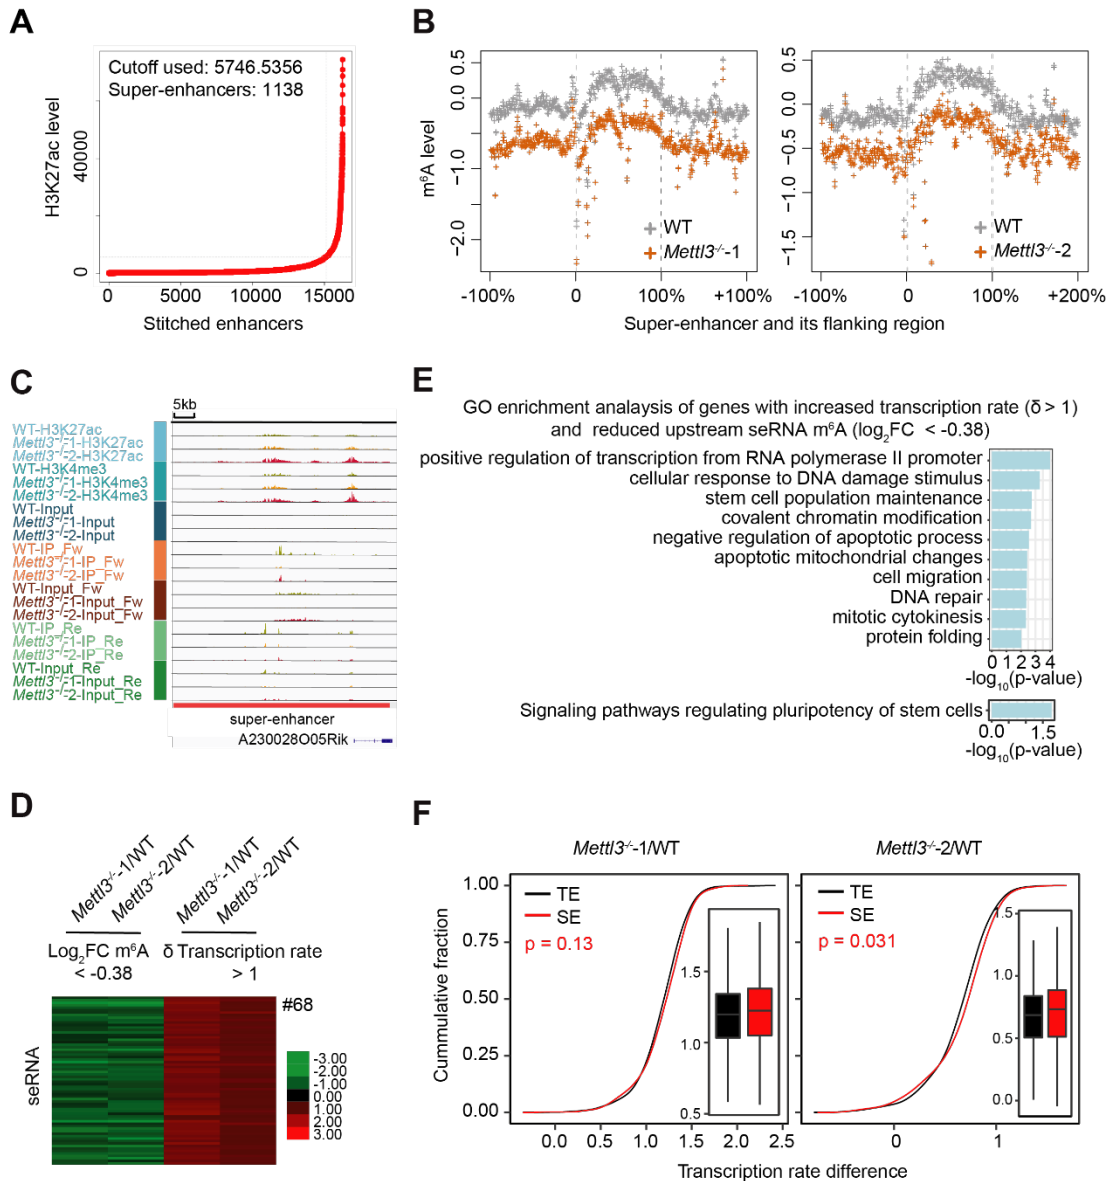 A
Cutoff used: 5746.5356
Super-enhancers: 1138
H3K27ac level
40000
0
0 5000 10000 15000
Stitched enhancers
B
m⁶A level
0.5
0.0
-1.0
-2.0
WT
Mettl3⁻/⁻-1
-100% 0 100% +100%
0.5
0.0
-0.5
-1.0
-1.5
WT
Mettl3⁻/⁻-2
-100% 0 100% +200%
Super-enhancer and its flanking region
C
5kb
WT-H3K27ac
Mettl3⁻/⁻1-H3K27ac
Mettl3⁻/⁻-2-H3K27ac
WT-H3K4me3
Mettl3⁻/⁻1-H3K4me3
Mettl3⁻/⁻-2-H3K4me3
WT-Input
Mettl3⁻/⁻1-Input
Mettl3⁻/⁻-2-Input
WT-IP_Fw
Mettl3⁻/⁻1-IP_Fw
Mettl3⁻/⁻-2-IP_Fw
WT-Input_Fw
Mettl3⁻/⁻-1-Input_Fw
Mettl3⁻/⁻-2-Input_Fw
WT-IP_Re
Mettl3⁻/⁻1-IP_Re
Mettl3⁻/⁻-2-IP_Re
WT-Input_Re
Mettl3⁻/⁻-1-Input_Re
Mettl3⁻/⁻-2-Input_Re
super-enhancer
A230028O05Rik
E
GO enrichment analaysis of genes with increased transcription rate (δ > 1)
and reduced upstream seRNA m⁶A (log₂FC < -0.38)
positive regulation of transcription from RNA polymerase II promoter
cellular response to DNA damage stimulus
stem cell population maintenance
covalent chromatin modification
negative regulation of apoptotic process
apoptotic mitochondrial changes
cell migration
DNA repair
mitotic cytokinesis
protein folding
0 1 2 3 4
-log₁₀(p-value)
Signaling pathways regulating pluripotency of stem cells
0.0 1.5
-log₁₀(p-value)
D
Mettl3⁻/⁻-1/WT
Mettl3⁻/⁻-2/WT
Mettl3⁻/⁻-1/WT
Mettl3⁻/⁻-2/WT
Log₂FC m⁶A
< -0.38
δ Transcription rate
> 1
#68
seRNA
-3.00
-2.00
-1.00
0.00
1.00
2.00
3.00
F
Mettl3⁻/⁻-1/WT
Mettl3⁻/⁻-2/WT
Cummulative fraction
1.00
0.75
0.50
0.25
0.00
TE
SE
p = 0.13
1.5
1.0
0.5
0.0 0.5 1.0 1.5 2.0 2.5
TE
SE
p = 0.031
1.5
1.0
0.5
0.0
0 1
Transcription rate difference